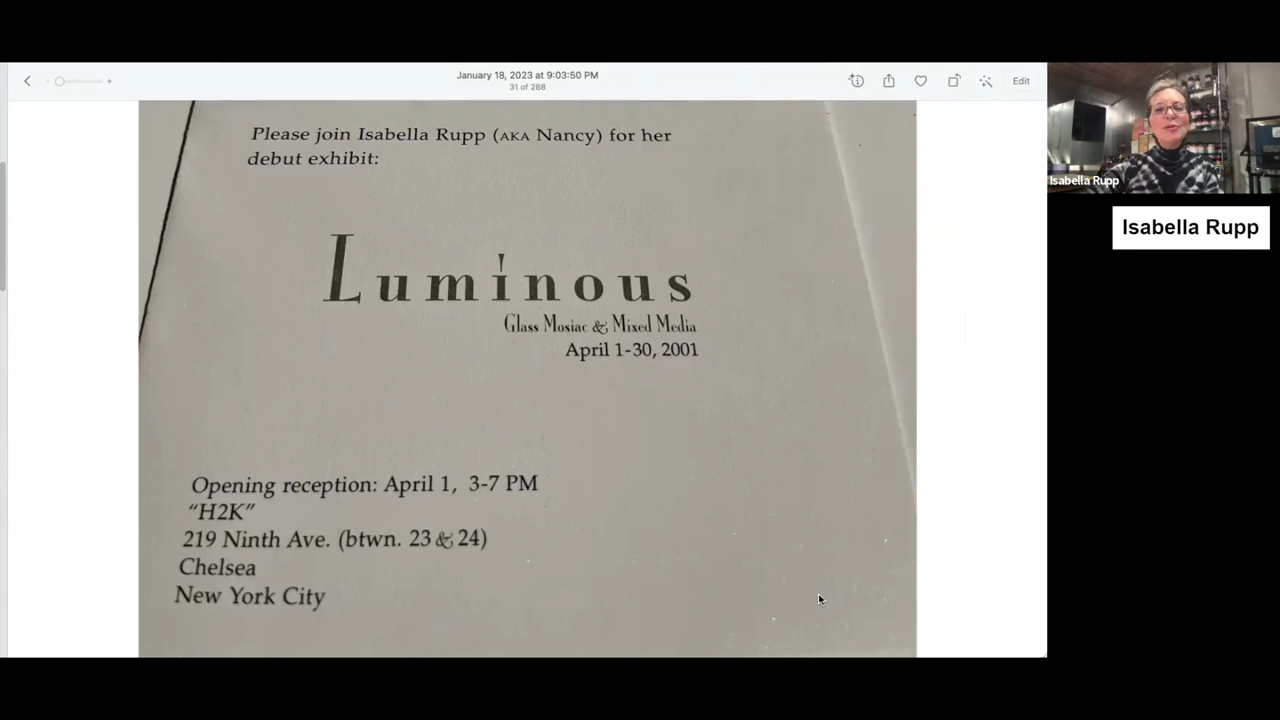 January 18, 2023 at 9:03:50 PM
31 of 288
Edit
Please join Isabella Rupp (AKA Nancy) for her
debut exhibit:
Luminous
Glass Mosiac & Mixed Media
April 1-30, 2001
Opening reception: April 1, 3-7 PM
"H2K"
219 Ninth Ave. (btwn. 23 & 24)
Chelsea
New York City
Isabella Rupp
Isabella Rupp